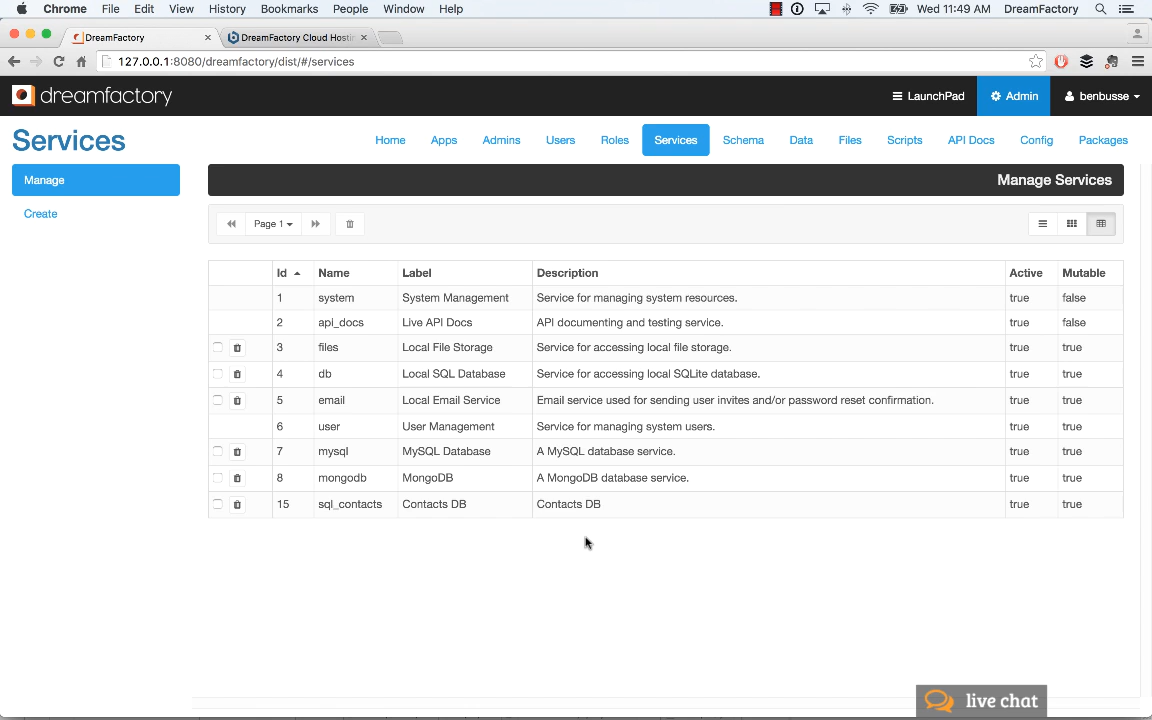 Chrome File Edit View History Bookmarks People Window Help Wed 11:49 AM DreamFactory
DreamFactory × DreamFactory Cloud Hostin ×
127.0.0.1:8080/dreamfactory/dist/#/services
dreamfactory LaunchPad Admin benbusse
Services Home Apps Admins Users Roles Services Schema Data Files Scripts API Docs Config Packages
Manage Manage Services
Create
Page 1
Id Name Label Description Active Mutable
1 system System Management Service for managing system resources. true false
2 api_docs Live API Docs API documenting and testing service. true false
3 files Local File Storage Service for accessing local file storage. true true
4 db Local SQL Database Service for accessing local SQLite database. true true
5 email Local Email Service Email service used for sending user invites and/or password reset confirmation. true true
6 user User Management Service for managing system users. true true
7 mysql MySQL Database A MySQL database service. true true
8 mongodb MongoDB A MongoDB database service. true true
15 sql_contacts Contacts DB Contacts DB true true
live chat